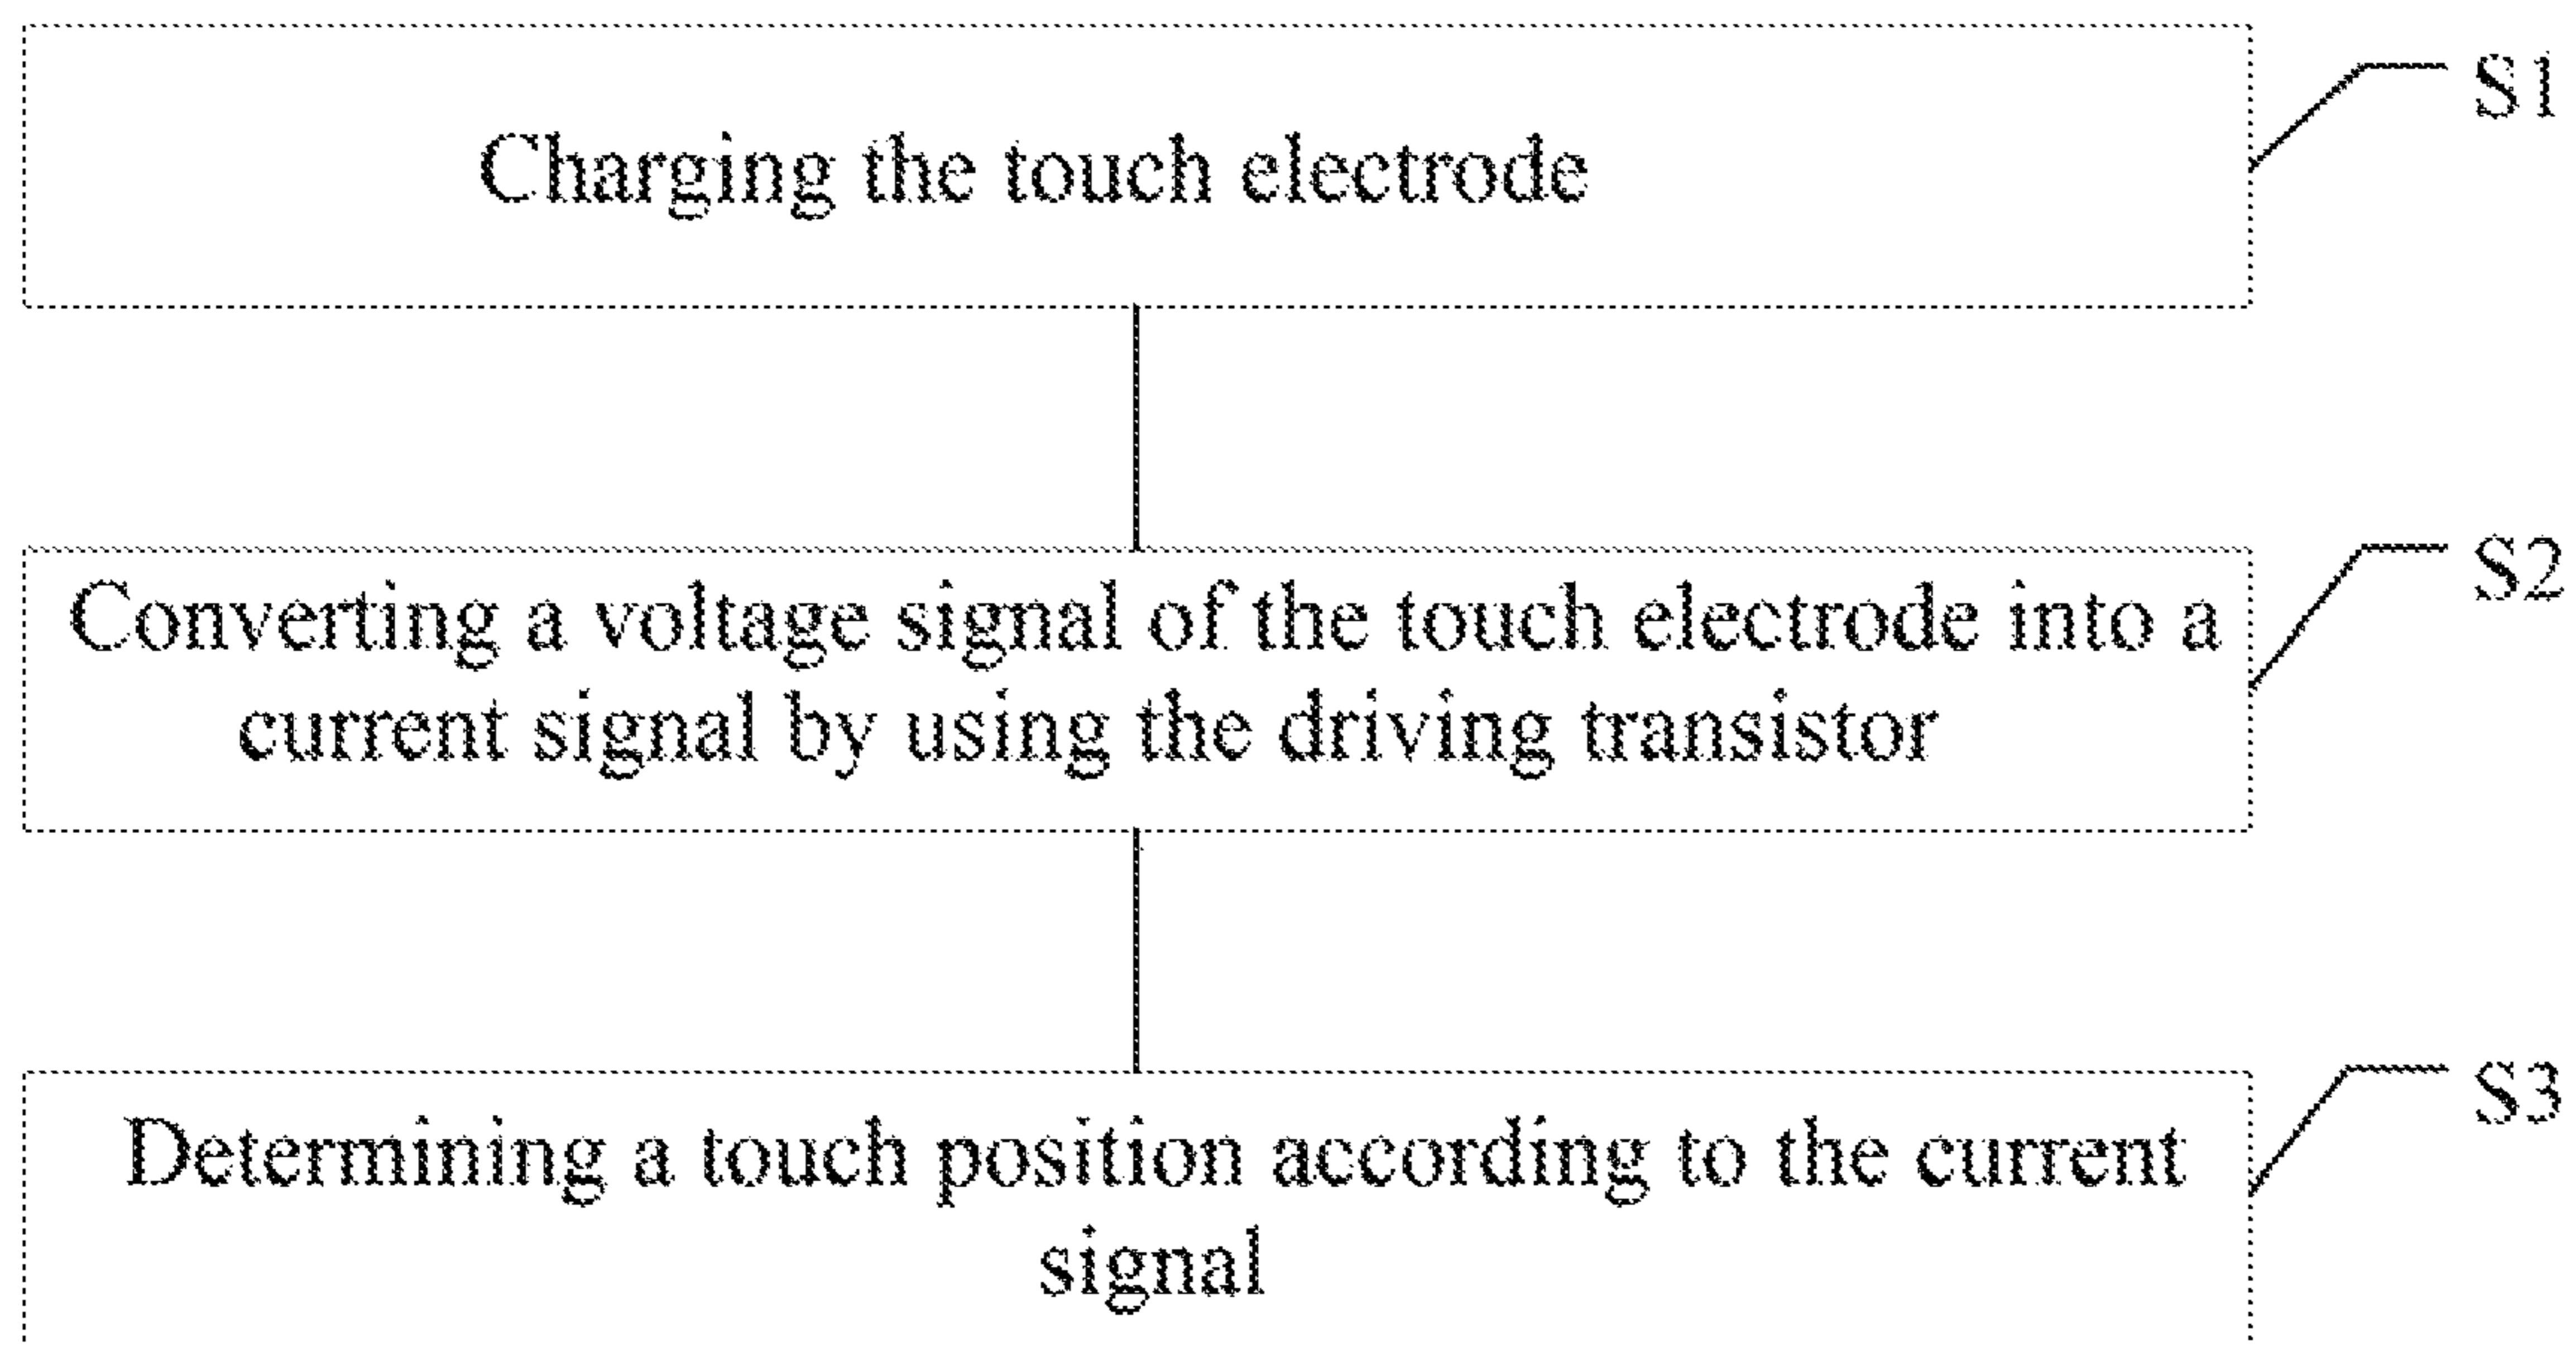 Charging the touch electrode
S1
Converting a voltage signal of the touch electrode into a
current signal by using the driving transistor
S2
Determining a touch position according to the current
signal
S3